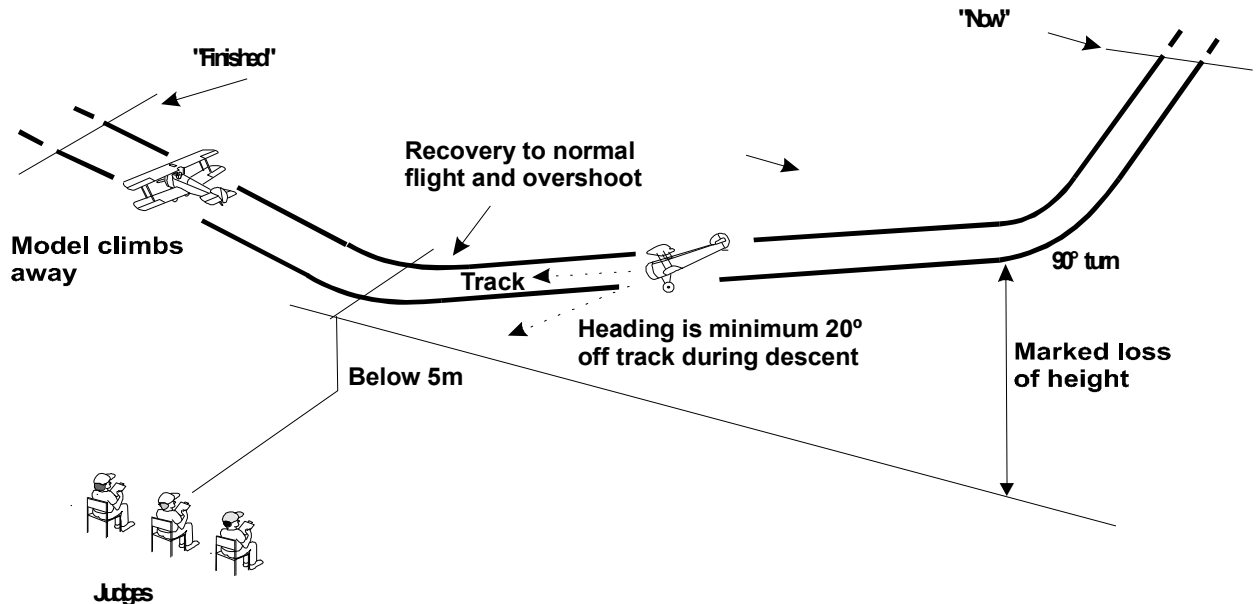 "Now"
"Finished"
Recovery to normal
flight and overshoot
Model climbs
away
90° turn
Track
Heading is minimum 20º
off track during descent
Marked loss
of height
Below 5m
Judges